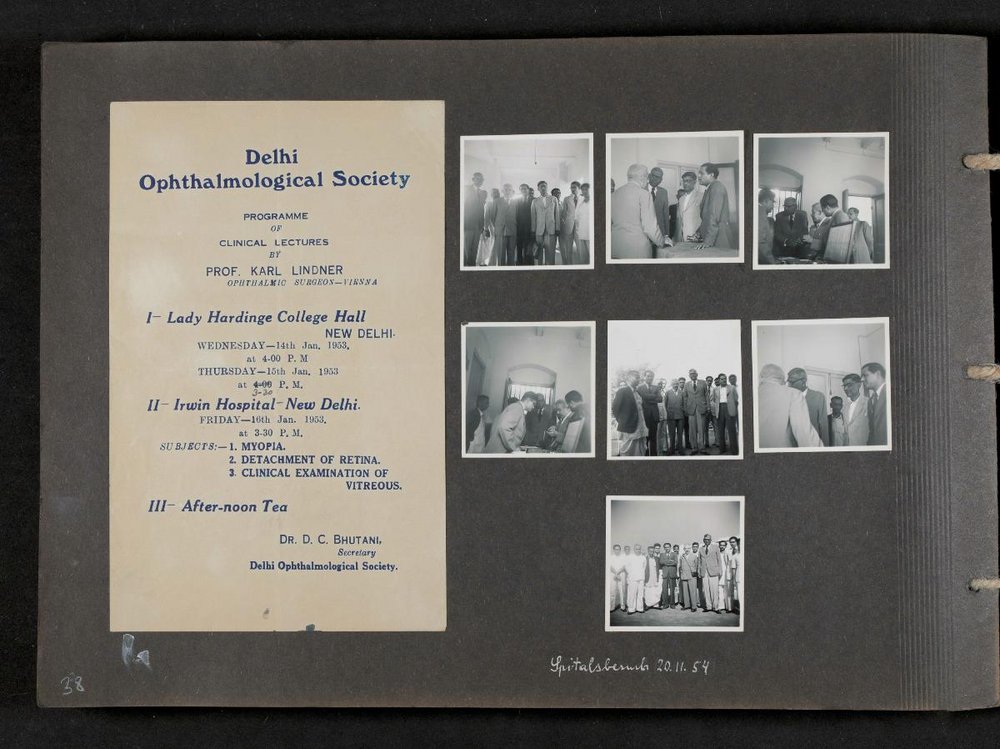 Delhi
Ophthalmological Society
PROGRAMME
OF
CLINICAL LECTURES
BY
PROF. KARL LINDNER
OPHTHALMIC SURGEON—VIENNA
I— Lady Hardinge College Hall
NEW DELHI.
WEDNESDAY—14th Jan. 1953,
at 4-00 P. M
THURSDAY—15th Jan. 1953
at 4-00 P. M.
3-30
II— Irwin Hospital—New Delhi.
FRIDAY—16th Jan. 1953.
at 3-30 P. M.
SUBJECTS:— 1. MYOPIA.
2. DETACHMENT OF RETINA.
3. CLINICAL EXAMINATION OF
VITREOUS.
III— After-noon Tea
DR. D. C. BHUTANI,
Secretary
Delhi Ophthalmological Society.
Spitalsbesuch 20.11.54
38